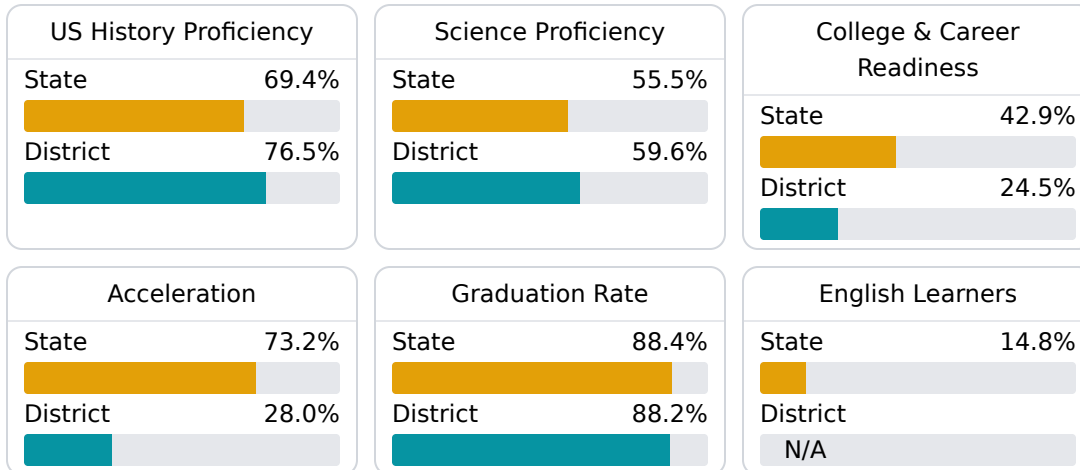 US History Proficiency
State 69.4%
District 76.5%
Science Proficiency
State 55.5%
District 59.6%
College & Career
Readiness
State 42.9%
District 24.5%
Acceleration
State 73.2%
District 28.0%
Graduation Rate
State 88.4%
District 88.2%
English Learners
State 14.8%
District
N/A